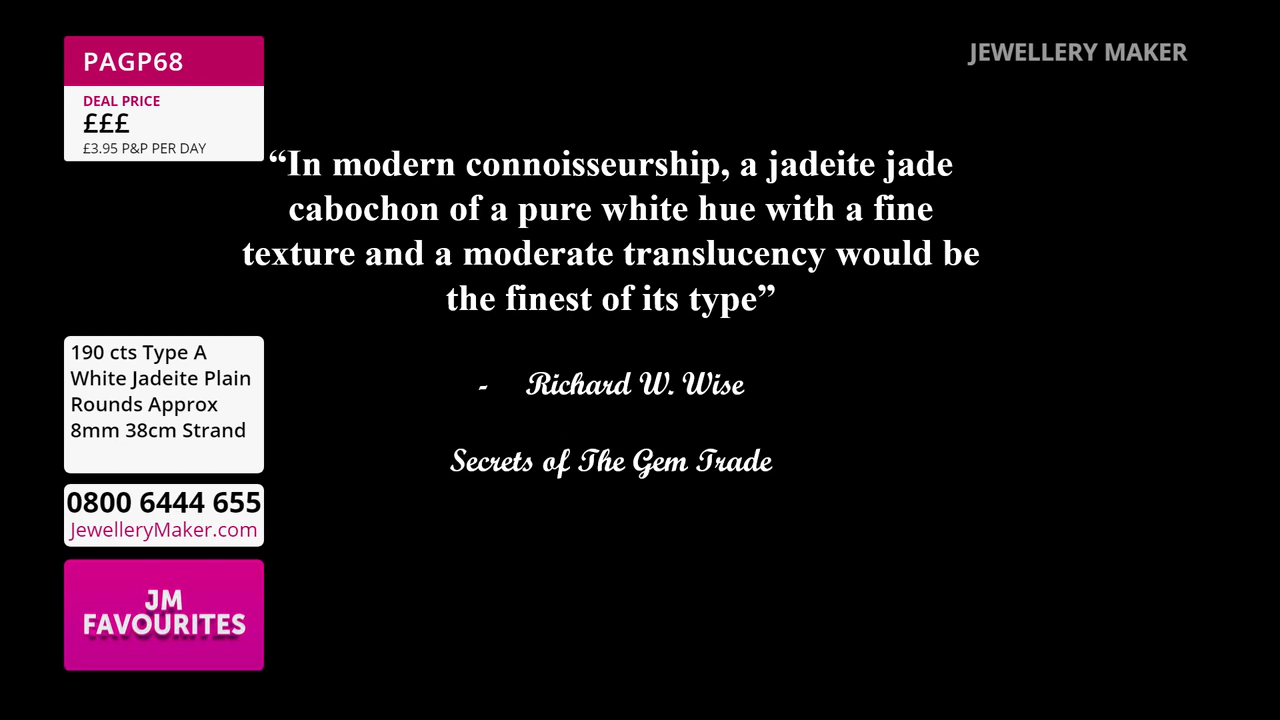 PAGP68
DEAL PRICE
£££
£3.95 P&P PER DAY
JEWELLERY MAKER
“In modern connoisseurship, a jadeite jade
cabochon of a pure white hue with a fine
texture and a moderate translucency would be
the finest of its type”
- Richard W. Wise
Secrets of The Gem Trade
190 cts Type A
White Jadeite Plain
Rounds Approx
8mm 38cm Strand
0800 6444 655
JewelleryMaker.com
JM
FAVOURITES